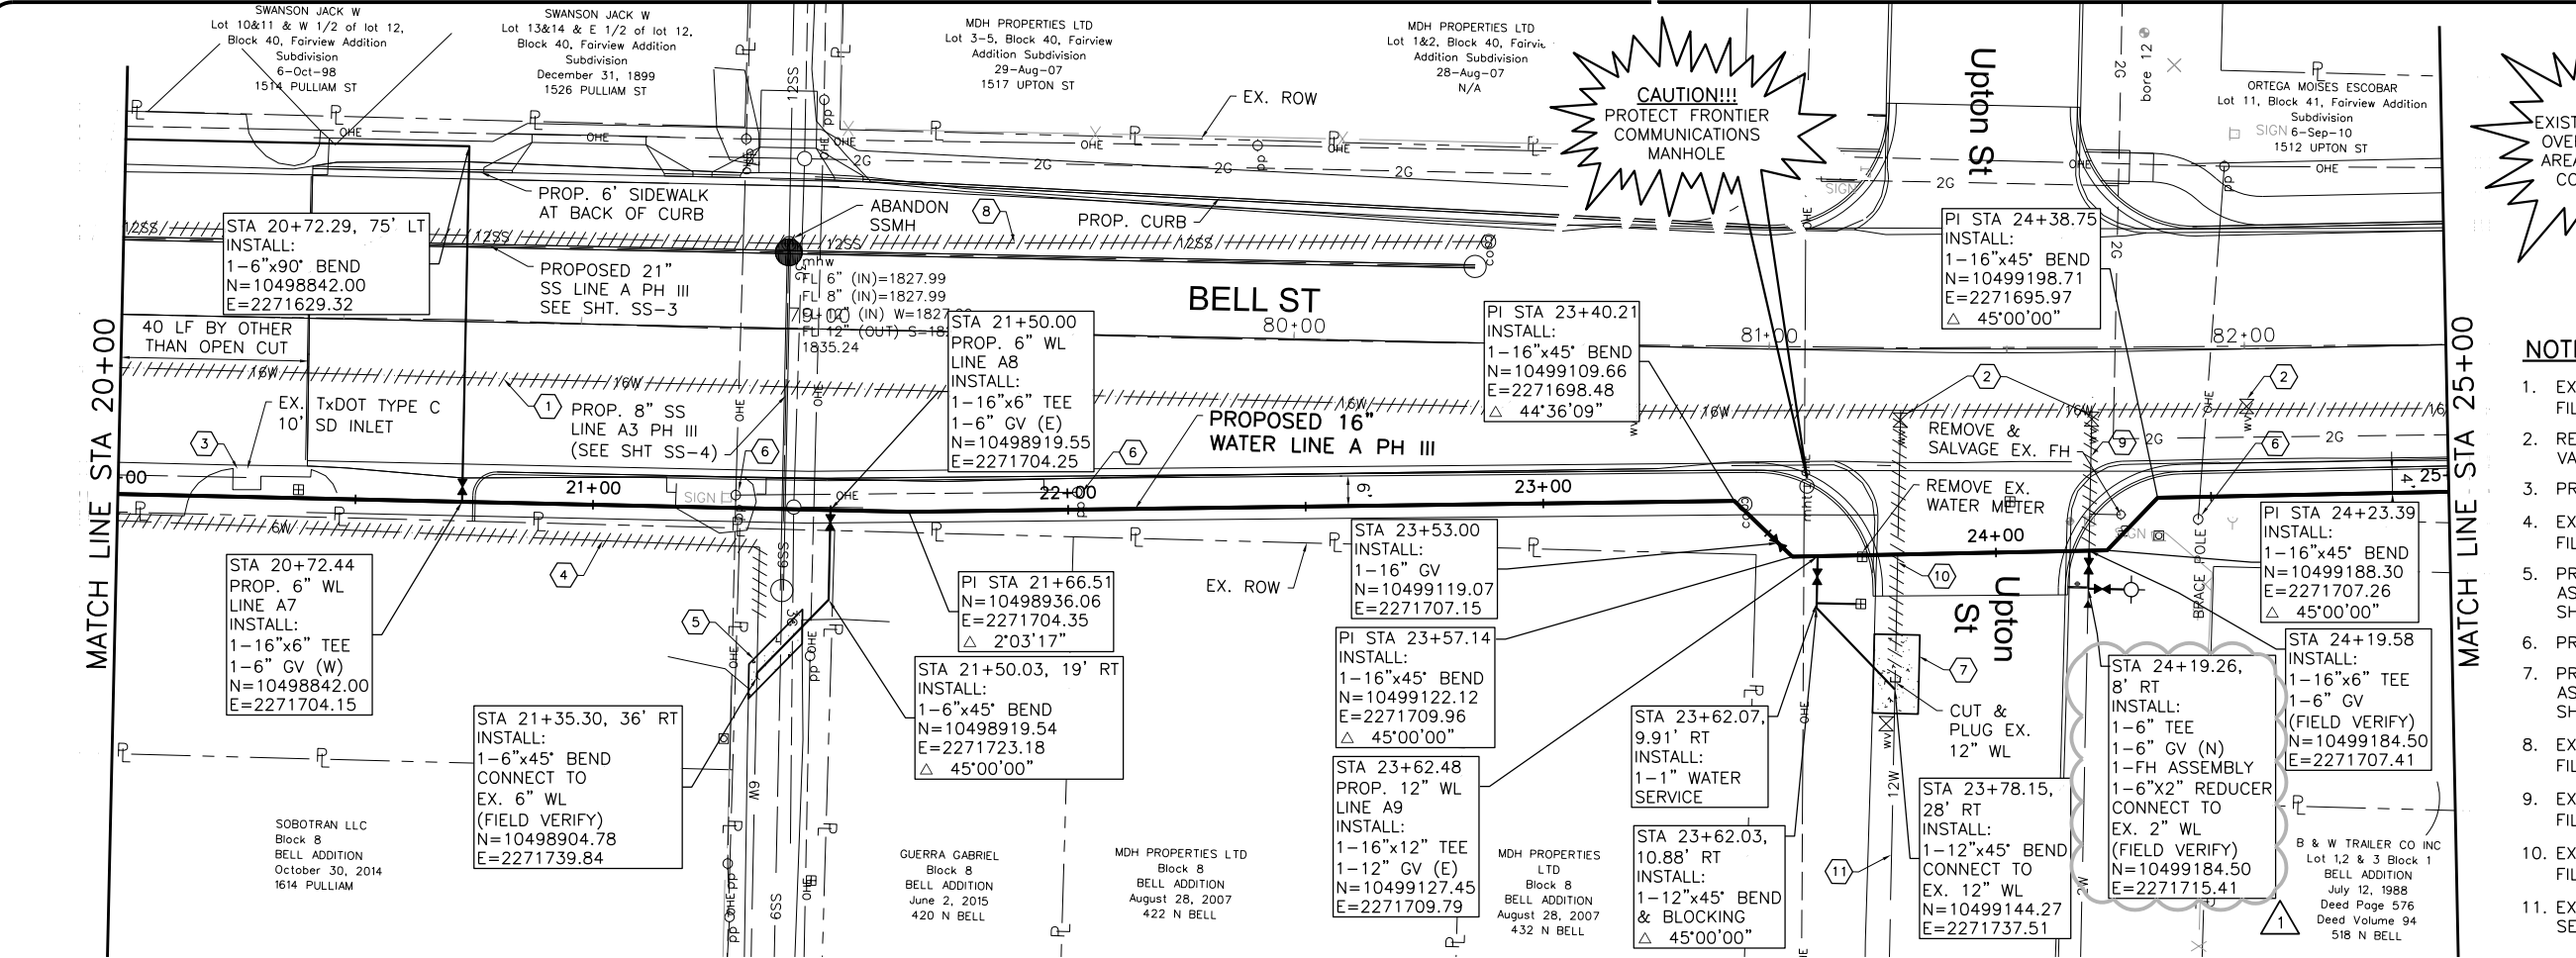 SWANSON JACK W
Lot 10&11 & W 1/2 of lot 12,
Block 40, Fairview Addition
Subdivision
6-Oct-98
1514 PULLIAM ST
SWANSON JACK W
Lot 13&14 & E 1/2 of lot 12,
Block 40, Fairview Addition
Subdivision
December 31, 1899
1526 PULLIAM ST
MDH PROPERTIES LTD
Lot 3-5, Block 40, Fairview
Addition Subdivision
29-Aug-07
1517 UPTON ST
MDH PROPERTIES LTD
Lot 1&2, Block 40,
Addition Subdivision
28-Aug-07
N/A
CAUTION!!!
PROTECT FRONTIER
COMMUNICATIONS
MANHOLE
Upton St
bore 12
ORTEGA MOISES ESCOBAR
Lot 11, Block 41, Fairview Addition
Subdivision
SIGN 6-Sep-10
1512 UPTON ST
EX. ROW
PROP. 6' SIDEWALK
AT BACK OF CURB
ABANDON
SSMH
8
PROP. CURB
STA 20+72.29, 75' LT
INSTALL:
1-6"x90° BEND
N=10498842.00
E=2271629.32
PROPOSED 21"
SS LINE A PH III
SEE SHT. SS-3
mhw
FL 6" (IN)=1827.99
FL 8" (IN)=1827.99
1835.24
BELL ST
80+00
81+00
82+00
PI STA 24+38.75
INSTALL:
1-16"x45° BEND
N=10499198.71
E=2271695.97
△ 45°00'00"
40 LF BY OTHER
THAN OPEN CUT
STA 21+50.00
PROP. 6" WL
LINE A8
INSTALL:
1-16"x6" TEE
1-6" GV (E)
N=10498919.55
E=2271704.25
PI STA 23+40.21
INSTALL:
1-16"x45° BEND
N=10499109.66
E=2271698.48
△ 44°36'09"
MATCH LINE STA 20+00
MATCH LINE STA 25+00
EX. TxDOT TYPE C
10' SD INLET
1
PROP. 8" SS
LINE A3 PH III
(SEE SHT SS-4)
3
6
6
PROPOSED 16"
WATER LINE A PH III
2
2
REMOVE &
SALVAGE EX. FH
9
6
REMOVE EX.
WATER METER
21+00
22+00
23+00
24+00
STA 20+72.44
PROP. 6" WL
LINE A7
INSTALL:
1-16"x6" TEE
1-6" GV (W)
N=10498842.00
E=2271704.15
4
5
PI STA 21+66.51
N=10498936.06
E=2271704.35
△ 2°03'17"
EX. ROW
STA 23+53.00
INSTALL:
1-16" GV
N=10499119.07
E=2271707.15
10
Upton
St
BRACE POLE
PI STA 24+23.39
INSTALL:
1-16"x45° BEND
N=10499188.30
E=2271707.26
△ 45°00'00"
STA 21+35.30, 36' RT
INSTALL:
1-6"x45° BEND
CONNECT TO
EX. 6" WL
(FIELD VERIFY)
N=10498904.78
E=2271739.84
STA 21+50.03, 19' RT
INSTALL:
1-6"x45° BEND
N=10498919.54
E=2271723.18
△ 45°00'00"
PI STA 23+57.14
INSTALL:
1-16"x45° BEND
N=10499122.12
E=2271709.96
△ 45°00'00"
STA 23+62.48
PROP. 12" WL
LINE A9
INSTALL:
1-16"x12" TEE
1-12" GV (E)
N=10499127.45
E=2271709.79
STA 23+62.07,
9.91' RT
INSTALL:
1-1" WATER
SERVICE
STA 23+62.03,
10.88' RT
INSTALL:
1-12"x45° BEND
& BLOCKING
△ 45°00'00"
7
CUT &
PLUG EX.
12" WL
11
STA 23+78.15,
28' RT
INSTALL:
1-12"x45° BEND
CONNECT TO
EX. 12" WL
N=10499144.27
E=2271737.51
STA 24+19.26,
8' RT
INSTALL:
1-6" TEE
1-6" GV (N)
1-FH ASSEMBLY
1-6"X2" REDUCER
CONNECT TO
EX. 2" WL
(FIELD VERIFY)
N=10499184.50
E=2271715.41
STA 24+19.58
INSTALL:
1-16"x6" TEE
1-6" GV
(FIELD VERIFY)
N=10499184.50
E=2271707.41
SOBOTRAN LLC
Block 8
BELL ADDITION
October 30, 2014
1614 PULLIAM
GUERRA GABRIEL
Block 8
BELL ADDITION
June 2, 2015
420 N BELL
MDH PROPERTIES LTD
Block 8
BELL ADDITION
August 28, 2007
422 N BELL
MDH PROPERTIES
LTD
Block 8
BELL ADDITION
August 28, 2007
432 N BELL
1
B & W TRAILER CO INC
Lot 1,2 & 3 Block 1
BELL ADDITION
July 12, 1988
Deed Page 576
Deed Volume 94
518 N BELL